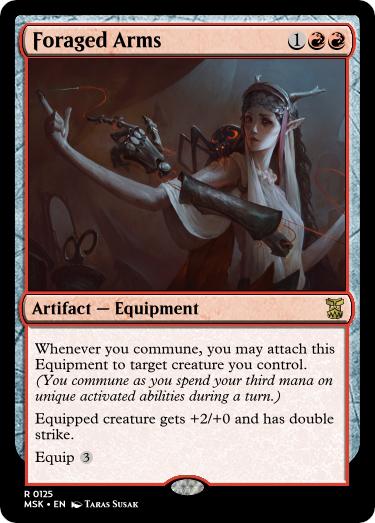 Foraged Arms 1
Artifact — Equipment
Whenever you commune, you may attach this
Equipment to target creature you control.
(You commune as you spend your third mana on
unique activated abilities during a turn.)
Equipped creature gets +2/+0 and has double
strike.
Equip 3
R 0125
MSK • EN Taras Susak